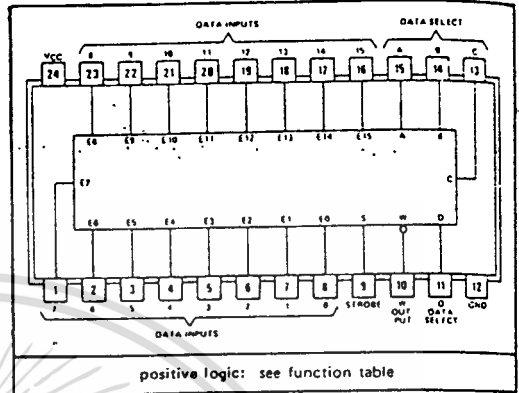 DATA INPUTS DATA SELECT
VCC 8 9 10 11 12 13 14 15 A B C
24 23 22 21 20 19 18 17 16 15 14 13
E8 E9 E10 E11 E12 E13 E14 E15 A B
E7 C
E6 E5 E4 E3 E2 E1 E0 S W D
1 2 3 4 5 6 7 8 9 10 11 12
7 6 5 4 3 2 1 0 STROBE W D GND
OUT DATA
PUT SELECT
DATA INPUTS
positive logic: see function table